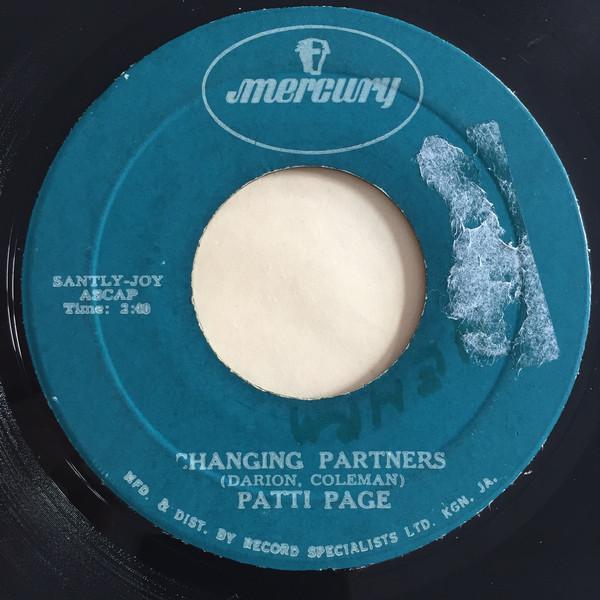 mercury
SANTLY-JOY
ASCAP
Time: 2:40
CHANGING PARTNERS
(DARION, COLEMAN)
PATTI PAGE
MFD. & DIST. BY RECORD SPECIALISTS LTD. KGN. JA.